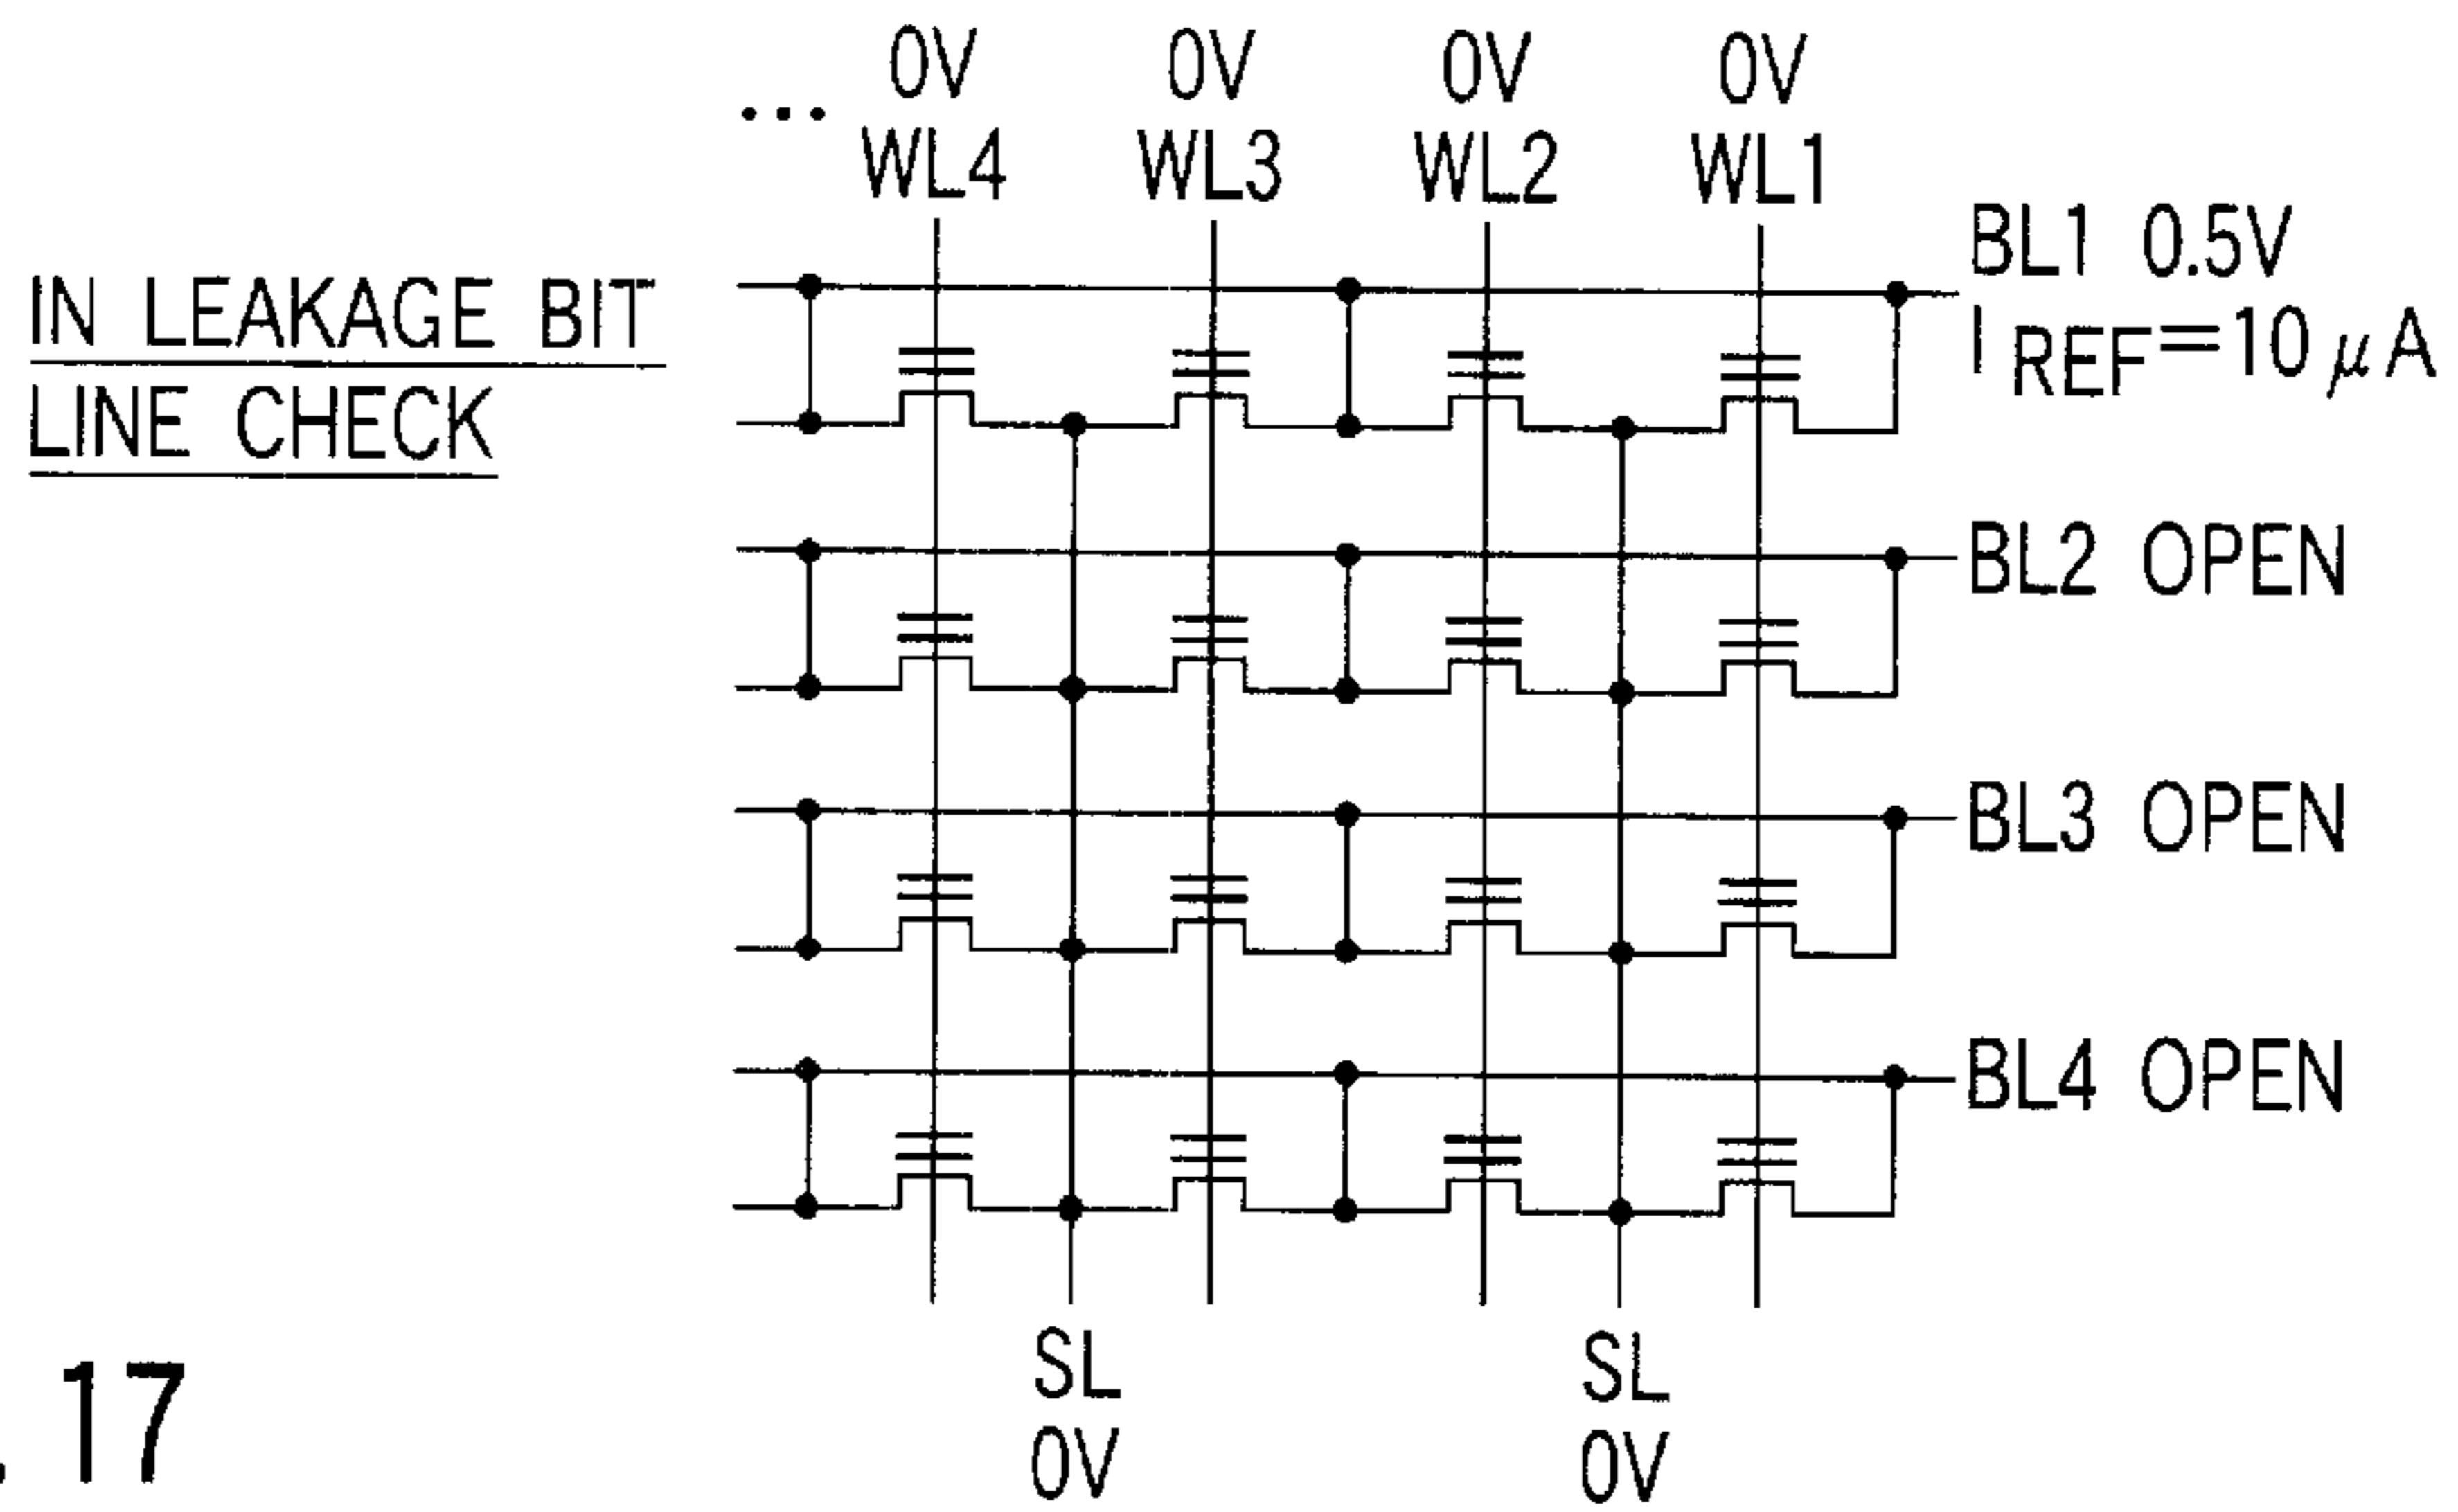 0V 0V 0V 0V
...
WL4 WL3 WL2 WL1
IN LEAKAGE BIT
LINE CHECK
BL1 0.5V
IREF=10μA
BL2 OPEN
BL3 OPEN
BL4 OPEN
SL SL
0V 0V
. 17